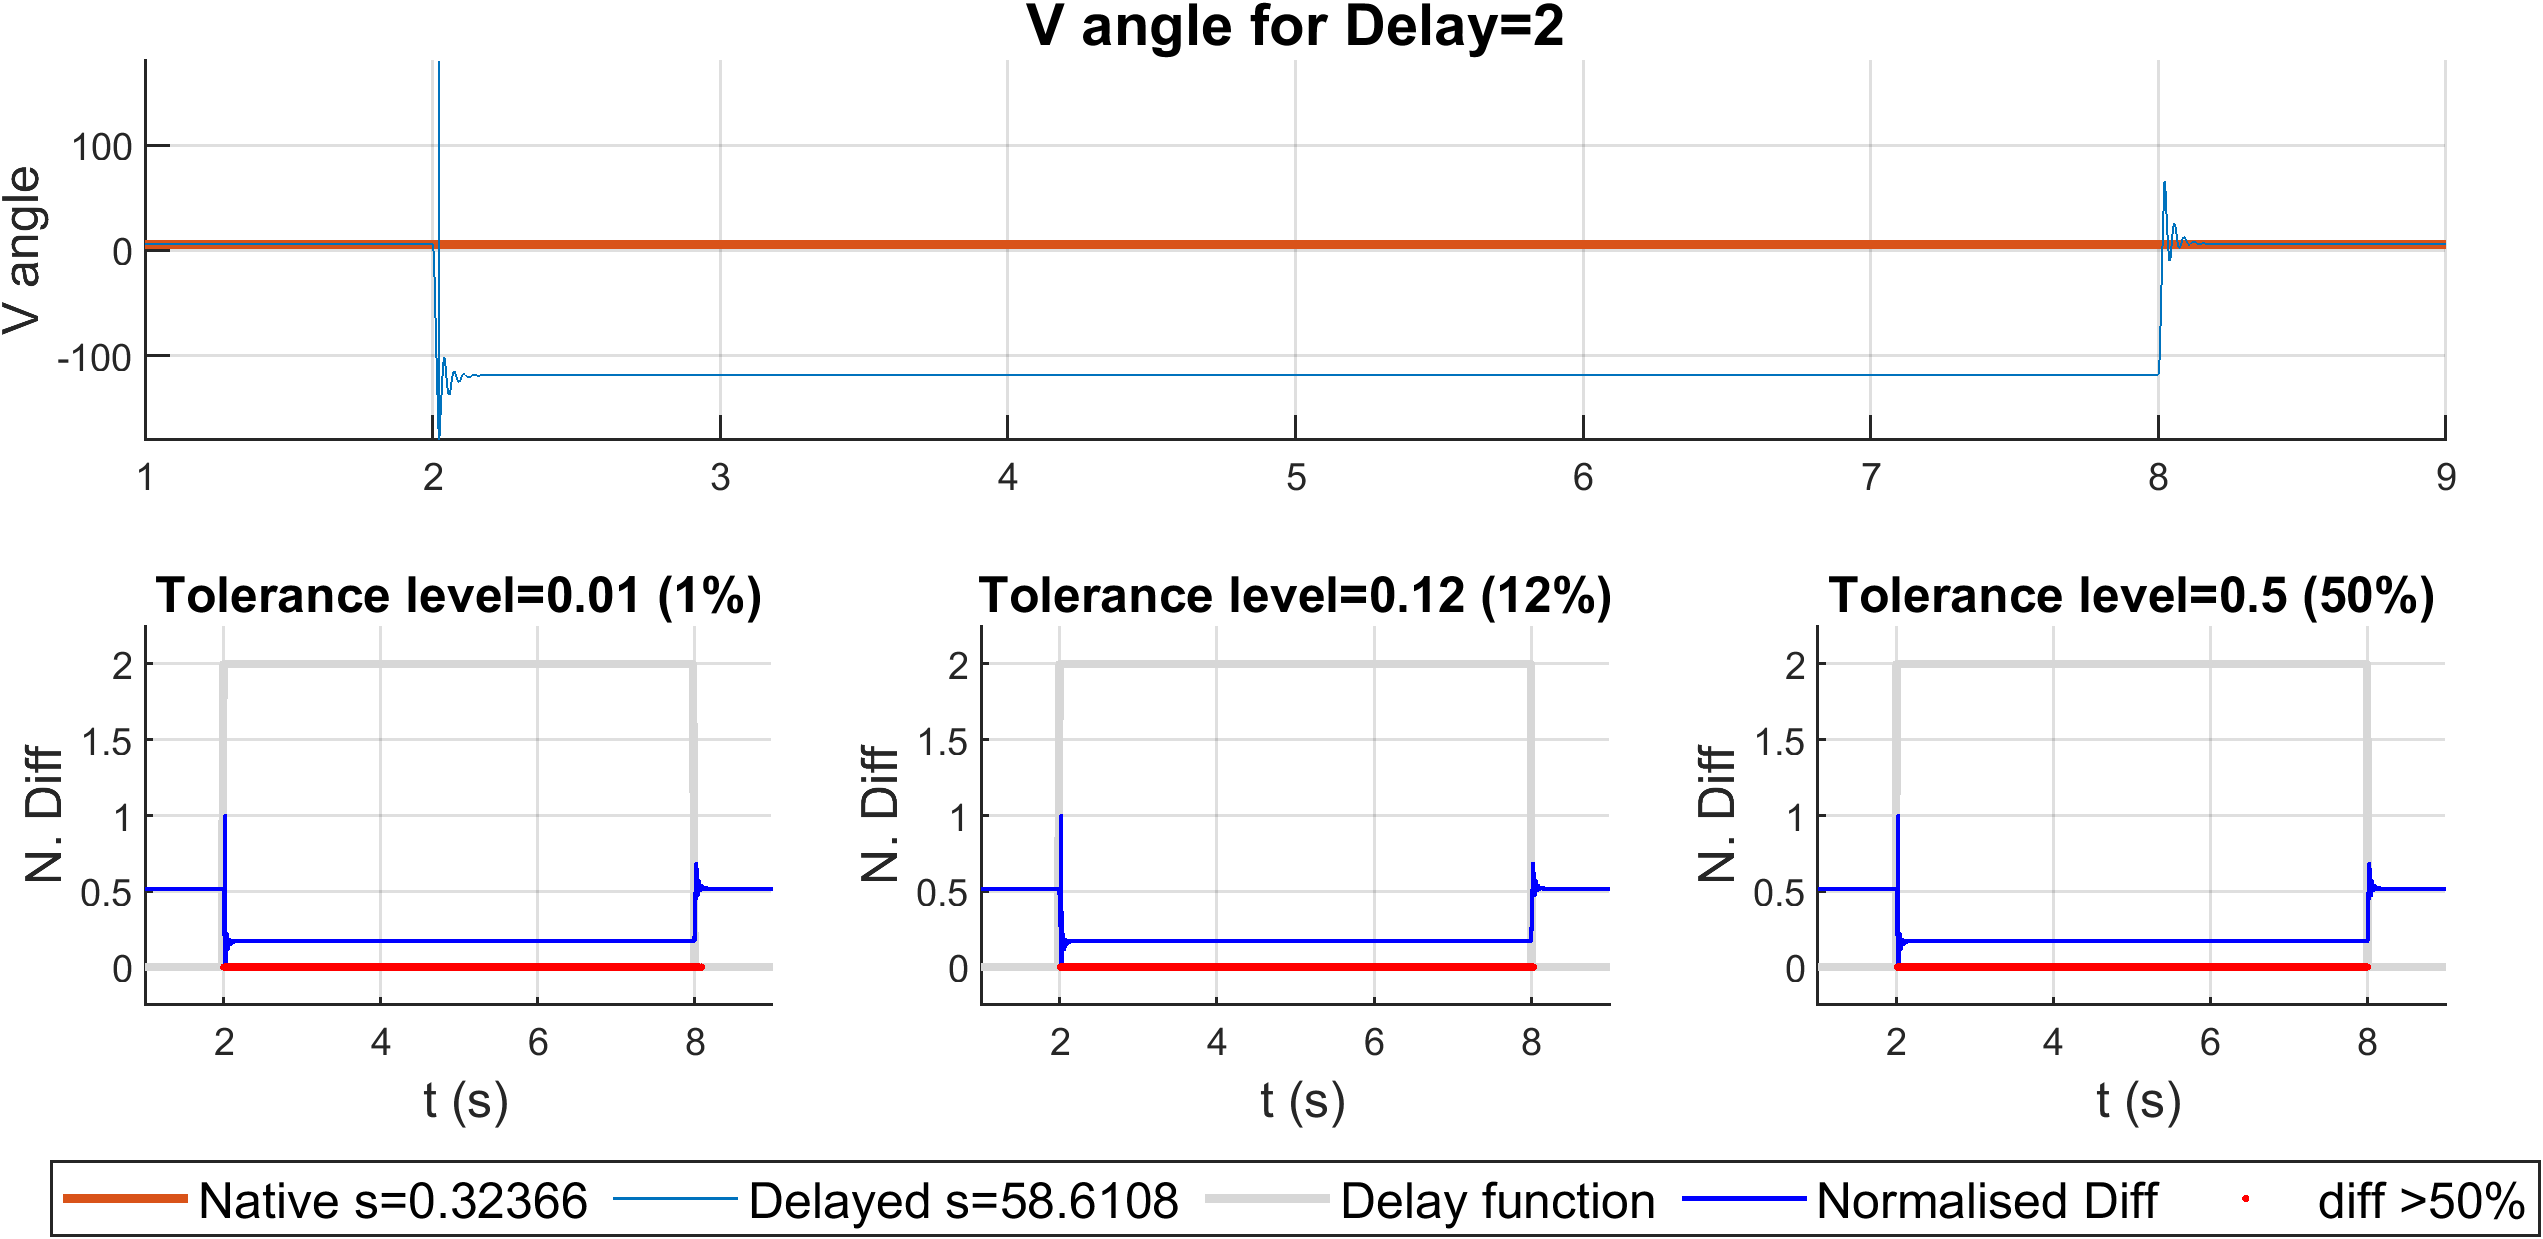 V angle for Delay=2
V angle
100
0
-100
1 2 3 4 5 6 7 8 9
Tolerance level=0.01 (1%)
N. Diff
2
1.5
1
0.5
0
2 4 6 8
t (s)
Tolerance level=0.12 (12%)
N. Diff
2
1.5
1
0.5
0
2 4 6 8
t (s)
Tolerance level=0.5 (50%)
N. Diff
2
1.5
1
0.5
0
2 4 6 8
t (s)
Native s=0.32366 Delayed s=58.6108 Delay function Normalised Diff diff >50%